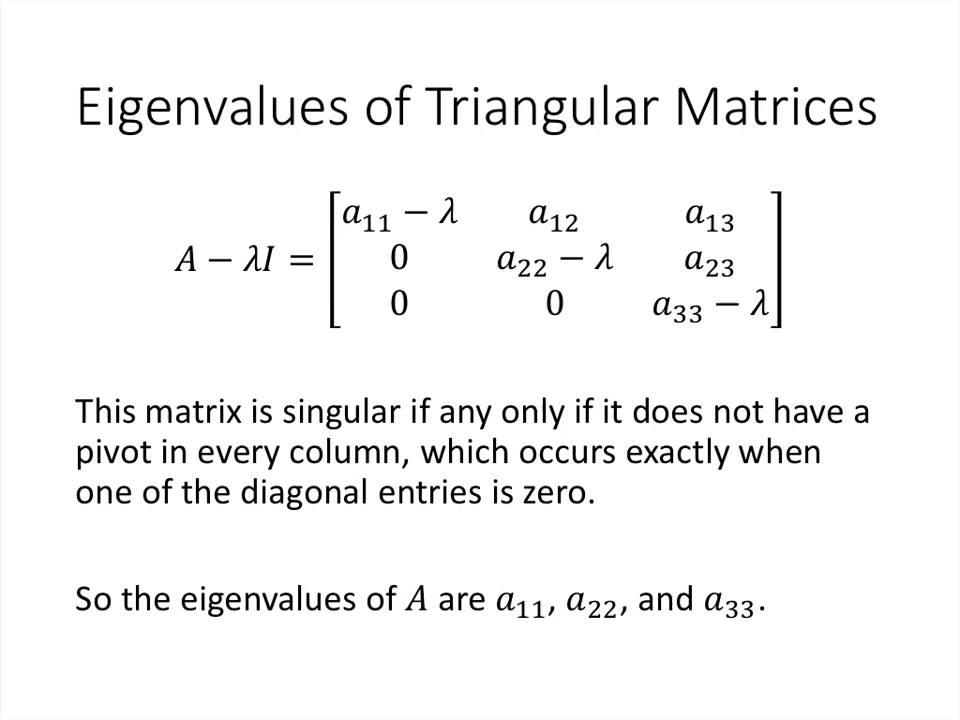 Eigenvalues of Triangular Matrices
a₁₁ − λ a₁₂ a₁₃
A − λI = 0 a₂₂ − λ a₂₃
0 0 a₃₃ − λ
This matrix is singular if any only if it does not have a
pivot in every column, which occurs exactly when
one of the diagonal entries is zero.
So the eigenvalues of A are a₁₁, a₂₂, and a₃₃.